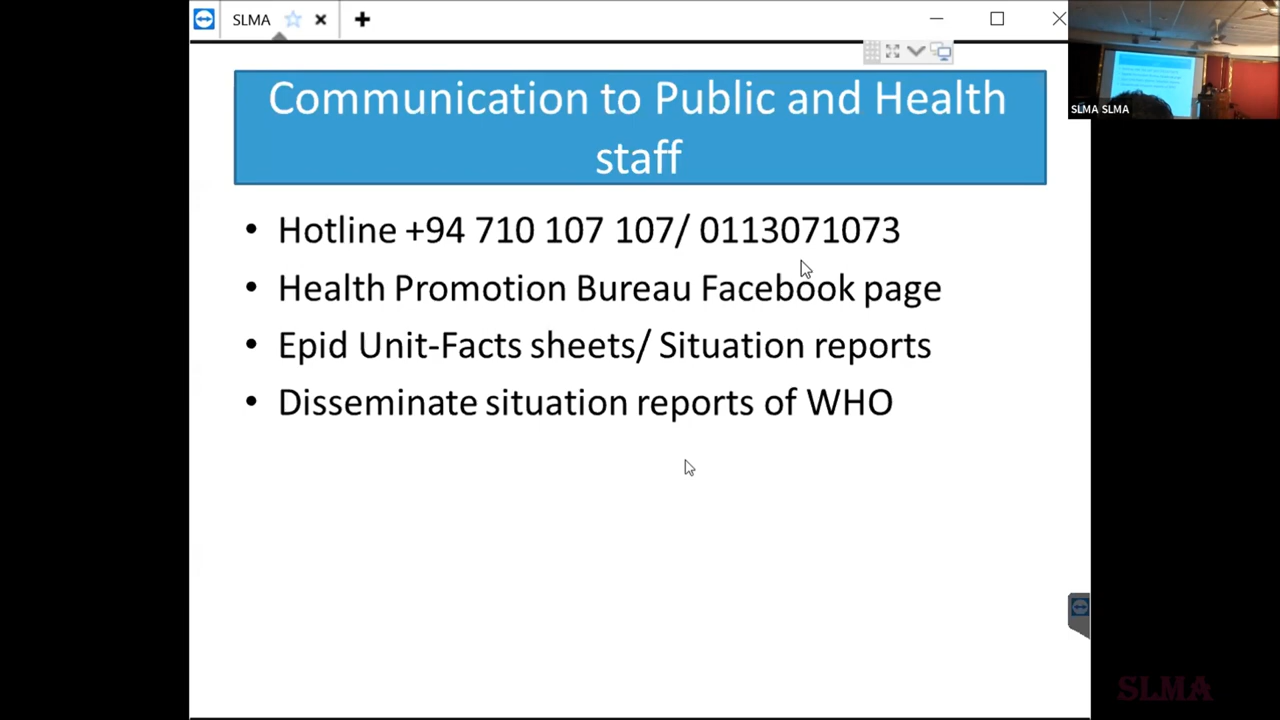 SLMA
SLMA SLMA
Communication to Public and Health
staff
• Hotline +94 710 107 107/ 0113071073
• Health Promotion Bureau Facebook page
• Epid Unit-Facts sheets/ Situation reports
• Disseminate situation reports of WHO
SLMA